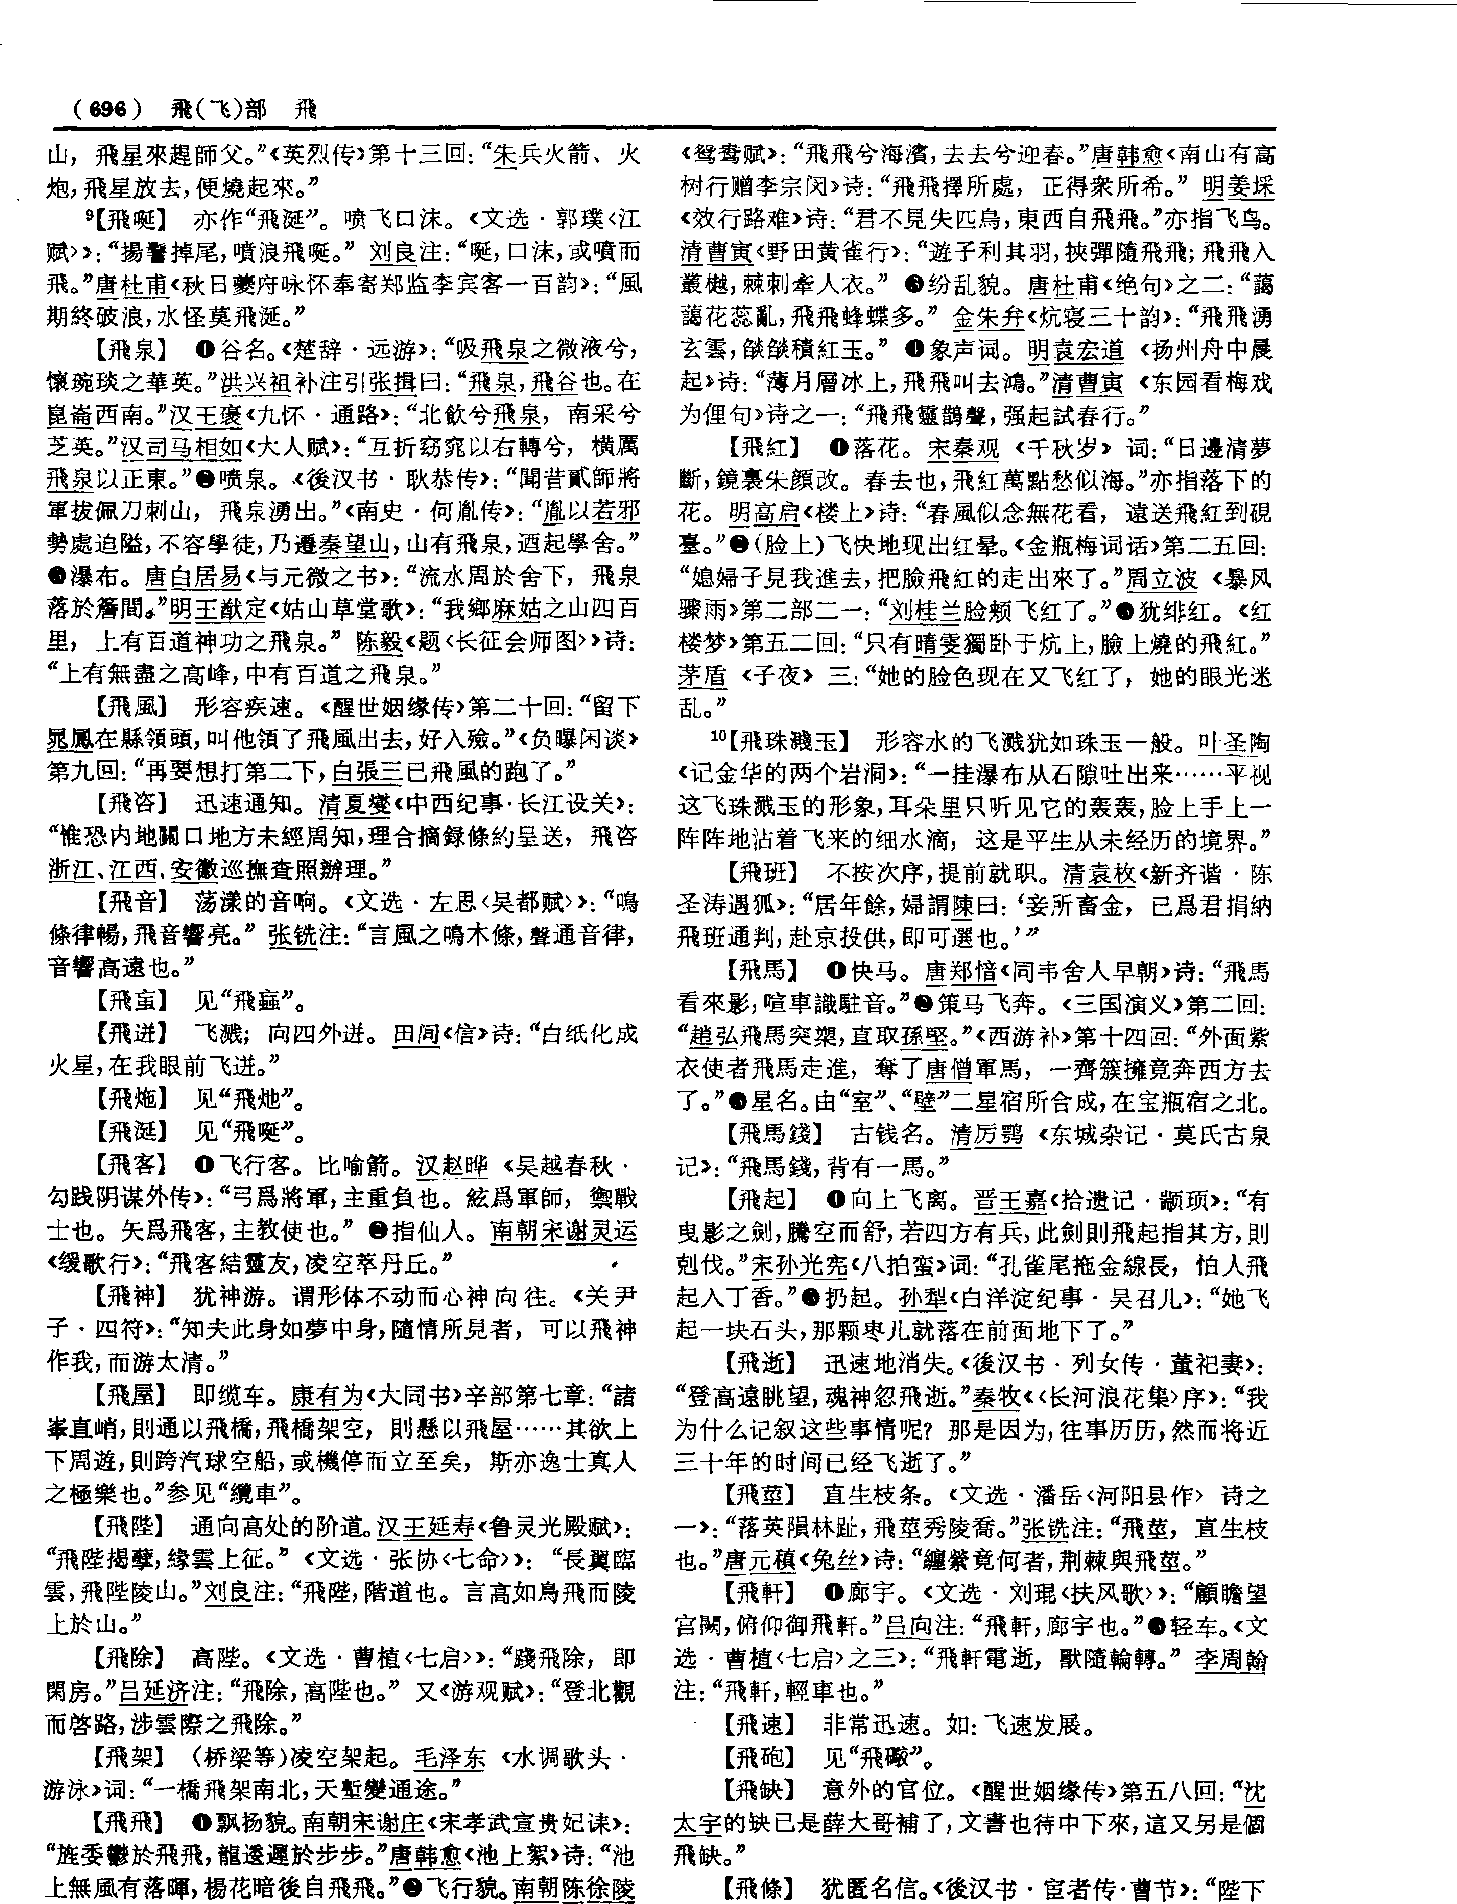 (696) 飛(飞)部 飛
山，飛星來趕師父。”《英烈传》第十三回：“朱兵火箭、火
炮，飛星放去，便燒起來。”
9【飛唌】 亦作“飛涎”。喷飞口沫。《文选·郭璞〈江
赋〉》：“揚鬐掉尾，噴浪飛唌。” 刘良注：“唌，口沫，或噴而
飛。”唐杜甫《秋日夔府咏怀奉寄郑监李宾客一百韵》：“風
期終破浪，水怪莫飛涎。”
【飛泉】 ❶谷名。《楚辞·远游》：“吸飛泉之微液兮，
懷琬琰之華英。”洪兴祖补注引张揖曰：“飛泉，飛谷也。在
崑崙西南。”汉王褒《九怀·通路》：“北飲兮飛泉，南采兮
芝英。”汉司马相如《大人赋》：“互折窈窕以右轉兮，横厲
飛泉以正東。”❷喷泉。《後汉书·耿恭传》：“聞昔貳師將
軍拔佩刀刺山，飛泉湧出。”《南史·何胤传》：“胤以若邪
勢處迫隘，不容學徒，乃遷秦望山，山有飛泉，迺起學舍。”
❸瀑布。唐白居易《与元微之书》：“流水周於舍下，飛泉
落於簷間。”明王猷定《姑山草堂歌》：“我鄉麻姑之山四百
里，上有百道神功之飛泉。” 陈毅《题〈长征会师图〉》诗：
“上有無盡之高峰，中有百道之飛泉。”
【飛風】 形容疾速。《醒世姻缘传》第二十回：“留下
晁鳳在縣領頭，叫他領了飛風出去，好入殮。”《负曝闲谈》
第九回：“再要想打第二下，白張三已飛風的跑了。”
【飛咨】 迅速通知。清夏燮《中西纪事·长江设关》：
“惟恐内地關口地方未經周知，理合摘録條約呈送，飛咨
浙江、江西、安徽巡撫查照辦理。”
【飛音】 荡漾的音响。《文选·左思〈吴都赋〉》：“鳴
條律暢，飛音響亮。” 张铣注：“言風之鳴木條，聲通音律，
音響高遠也。”
【飛䖟】 见“飛蝱”。
【飛迸】 飞溅；向四外迸。田间《信》诗：“白纸化成
火星，在我眼前飞迸。”
【飛炧】 见“飛灺”。
【飛涎】 见“飛唌”。
【飛客】 ❶飞行客。比喻箭。汉赵晔 《吴越春秋·
勾践阴谋外传》：“弓爲將軍，主重負也。絃爲軍師，禦戰
士也。矢爲飛客，主教使也。” ❷指仙人。南朝宋谢灵运
《缓歌行》：“飛客結靈友，凌空萃丹丘。”
【飛神】 犹神游。谓形体不动而心神向往。《关尹
子·四符》：“知夫此身如夢中身，隨情所見者，可以飛神
作我，而游太清。”
【飛屋】 即缆车。康有为《大同书》辛部第七章：“諸
峯直峭，則通以飛橋，飛橋架空，則懸以飛屋……其欲上
下周遊，則跨汽球空船，或機停而立至矣，斯亦逸士真人
之極樂也。”参见“纜車”。
【飛陛】 通向高处的阶道。汉王延寿《鲁灵光殿赋》：
“飛陛揭孽，緣雲上征。” 《文选·张协〈七命〉》：“長翼臨
雲，飛陛陵山。”刘良注：“飛陛，階道也。言高如鳥飛而陵
上於山。”
【飛除】 高陛。《文选·曹植〈七启〉》：“踐飛除，即
閑房。”吕延济注：“飛除，高陛也。” 又《游观赋》：“登北觀
而啓路，涉雲際之飛除。”
【飛架】 （桥梁等)凌空架起。毛泽东 《水调歌头·
游泳》词：“一橋飛架南北，天塹變通途。”
【飛飛】 ❶飘扬貌。南朝宋谢庄《宋孝武宣贵妃诔》：
“旌委鬱於飛飛，龍逶遲於步步。”唐韩愈《池上絮》诗：“池
上無風有落暉，楊花暗後自飛飛。”❷飞行貌。南朝陈徐陵
《鸳鸯赋》：“飛飛兮海濱，去去兮迎春。”唐韩愈《南山有高
树行赠李宗闵》诗：“飛飛擇所處，正得衆所希。” 明姜埰
《效行路难》诗：“君不見失匹鳥，東西自飛飛。”亦指飞鸟。
清曹寅《野田黄雀行》：“遊子利其羽，挾彈隨飛飛；飛飛入
叢樾，棘刺牽人衣。” ❸纷乱貌。唐杜甫《绝句》之二：“藹
藹花蕊亂，飛飛蜂蝶多。” 金朱弁《炕寝三十韵》：“飛飛湧
玄雲，燄燄積紅玉。” ❹象声词。明袁宏道 《扬州舟中晨
起》诗：“薄月層冰上，飛飛叫去鴻。”清曹寅 《东园看梅戏
为俚句》诗之一：“飛飛靈鵲聲，强起試春行。”
【飛紅】 ❶落花。宋秦观 《千秋岁》 词：“日邊清夢
斷，鏡裏朱顔改。春去也，飛紅萬點愁似海。”亦指落下的
花。明高启《楼上》诗：“春風似念無花看，遠送飛紅到硯
臺。”❷（脸上）飞快地现出红晕。《金瓶梅词话》第二五回：
“媳婦子見我進去，把臉飛紅的走出來了。”周立波 《暴风
骤雨》第二部二一：“刘桂兰脸颊飞红了。”❸犹绯红。《红
楼梦》第五二回：“只有晴雯獨卧于炕上，臉上燒的飛紅。”
茅盾 《子夜》 三：“她的脸色现在又飞红了，她的眼光迷
乱。”
10【飛珠濺玉】 形容水的飞溅犹如珠玉一般。叶圣陶
《记金华的两个岩洞》：“一挂瀑布从石隙吐出来……平视
这飞珠溅玉的形象，耳朵里只听见它的轰轰，脸上手上一
阵阵地沾着飞来的细水滴，这是平生从未经历的境界。”
【飛班】 不按次序，提前就职。清袁枚《新齐谐·陈
圣涛遇狐》：“居年餘，婦謂陳曰：‘妾所畜金，已爲君捐納
飛班通判，赴京投供，即可選也。’”
【飛馬】 ❶快马。唐郑愔《同韦舍人早朝》诗：“飛馬
看來影，喧車識駐音。”❷策马飞奔。《三国演义》第二回：
“趙弘飛馬突槊，直取孫堅。”《西游补》第十四回：“外面紫
衣使者飛馬走進，奪了唐僧軍馬，一齊簇擁竟奔西方去
了。”❸星名。由“室”、“壁”二星宿所合成，在宝瓶宿之北。
【飛馬錢】 古钱名。清厉鹗 《东城杂记·莫氏古泉
记》：“飛馬錢，背有一馬。”
【飛起】 ❶向上飞离。晋王嘉《拾遗记·颛顼》：“有
曳影之劍，騰空而舒，若四方有兵，此劍則飛起指其方，則
剋伐。”宋孙光宪《八拍蛮》词：“孔雀尾拖金線長，怕人飛
起入丁香。”❷扔起。孙犁《白洋淀纪事·吴召儿》：“她飞
起一块石头，那颗枣儿就落在前面地下了。”
【飛逝】 迅速地消失。《後汉书·列女传·董祀妻》：
“登高遠眺望，魂神忽飛逝。”秦牧《〈长河浪花集〉序》：“我
为什么记叙这些事情呢？那是因为，往事历历，然而将近
三十年的时间已经飞逝了。”
【飛莖】 直生枝条。《文选·潘岳〈河阳县作〉 诗之
一》：“落英隕林趾，飛莖秀陵喬。”张铣注：“飛莖，直生枝
也。”唐元稹《兔丝》诗：“纏縈竟何者，荆棘與飛莖。”
【飛軒】 ❶廊宇。《文选·刘琨〈扶风歌〉》：“顧瞻望
宫闕，俯仰御飛軒。”吕向注：“飛軒，廊宇也。”❷轻车。《文
选·曹植〈七启〉之三》：“飛軒電逝，獸隨輪轉。” 李周翰
注：“飛軒，輕車也。”
【飛速】 非常迅速。如：飞速发展。
【飛砲】 见“飛礮”。
【飛缺】 意外的官位。《醒世姻缘传》第五八回：“沈
太宇的缺已是薛大哥補了，文書也待中下來，這又另是個
飛缺。”
【飛條】 犹匿名信。《後汉书·宦者传·曹节》：“陛下